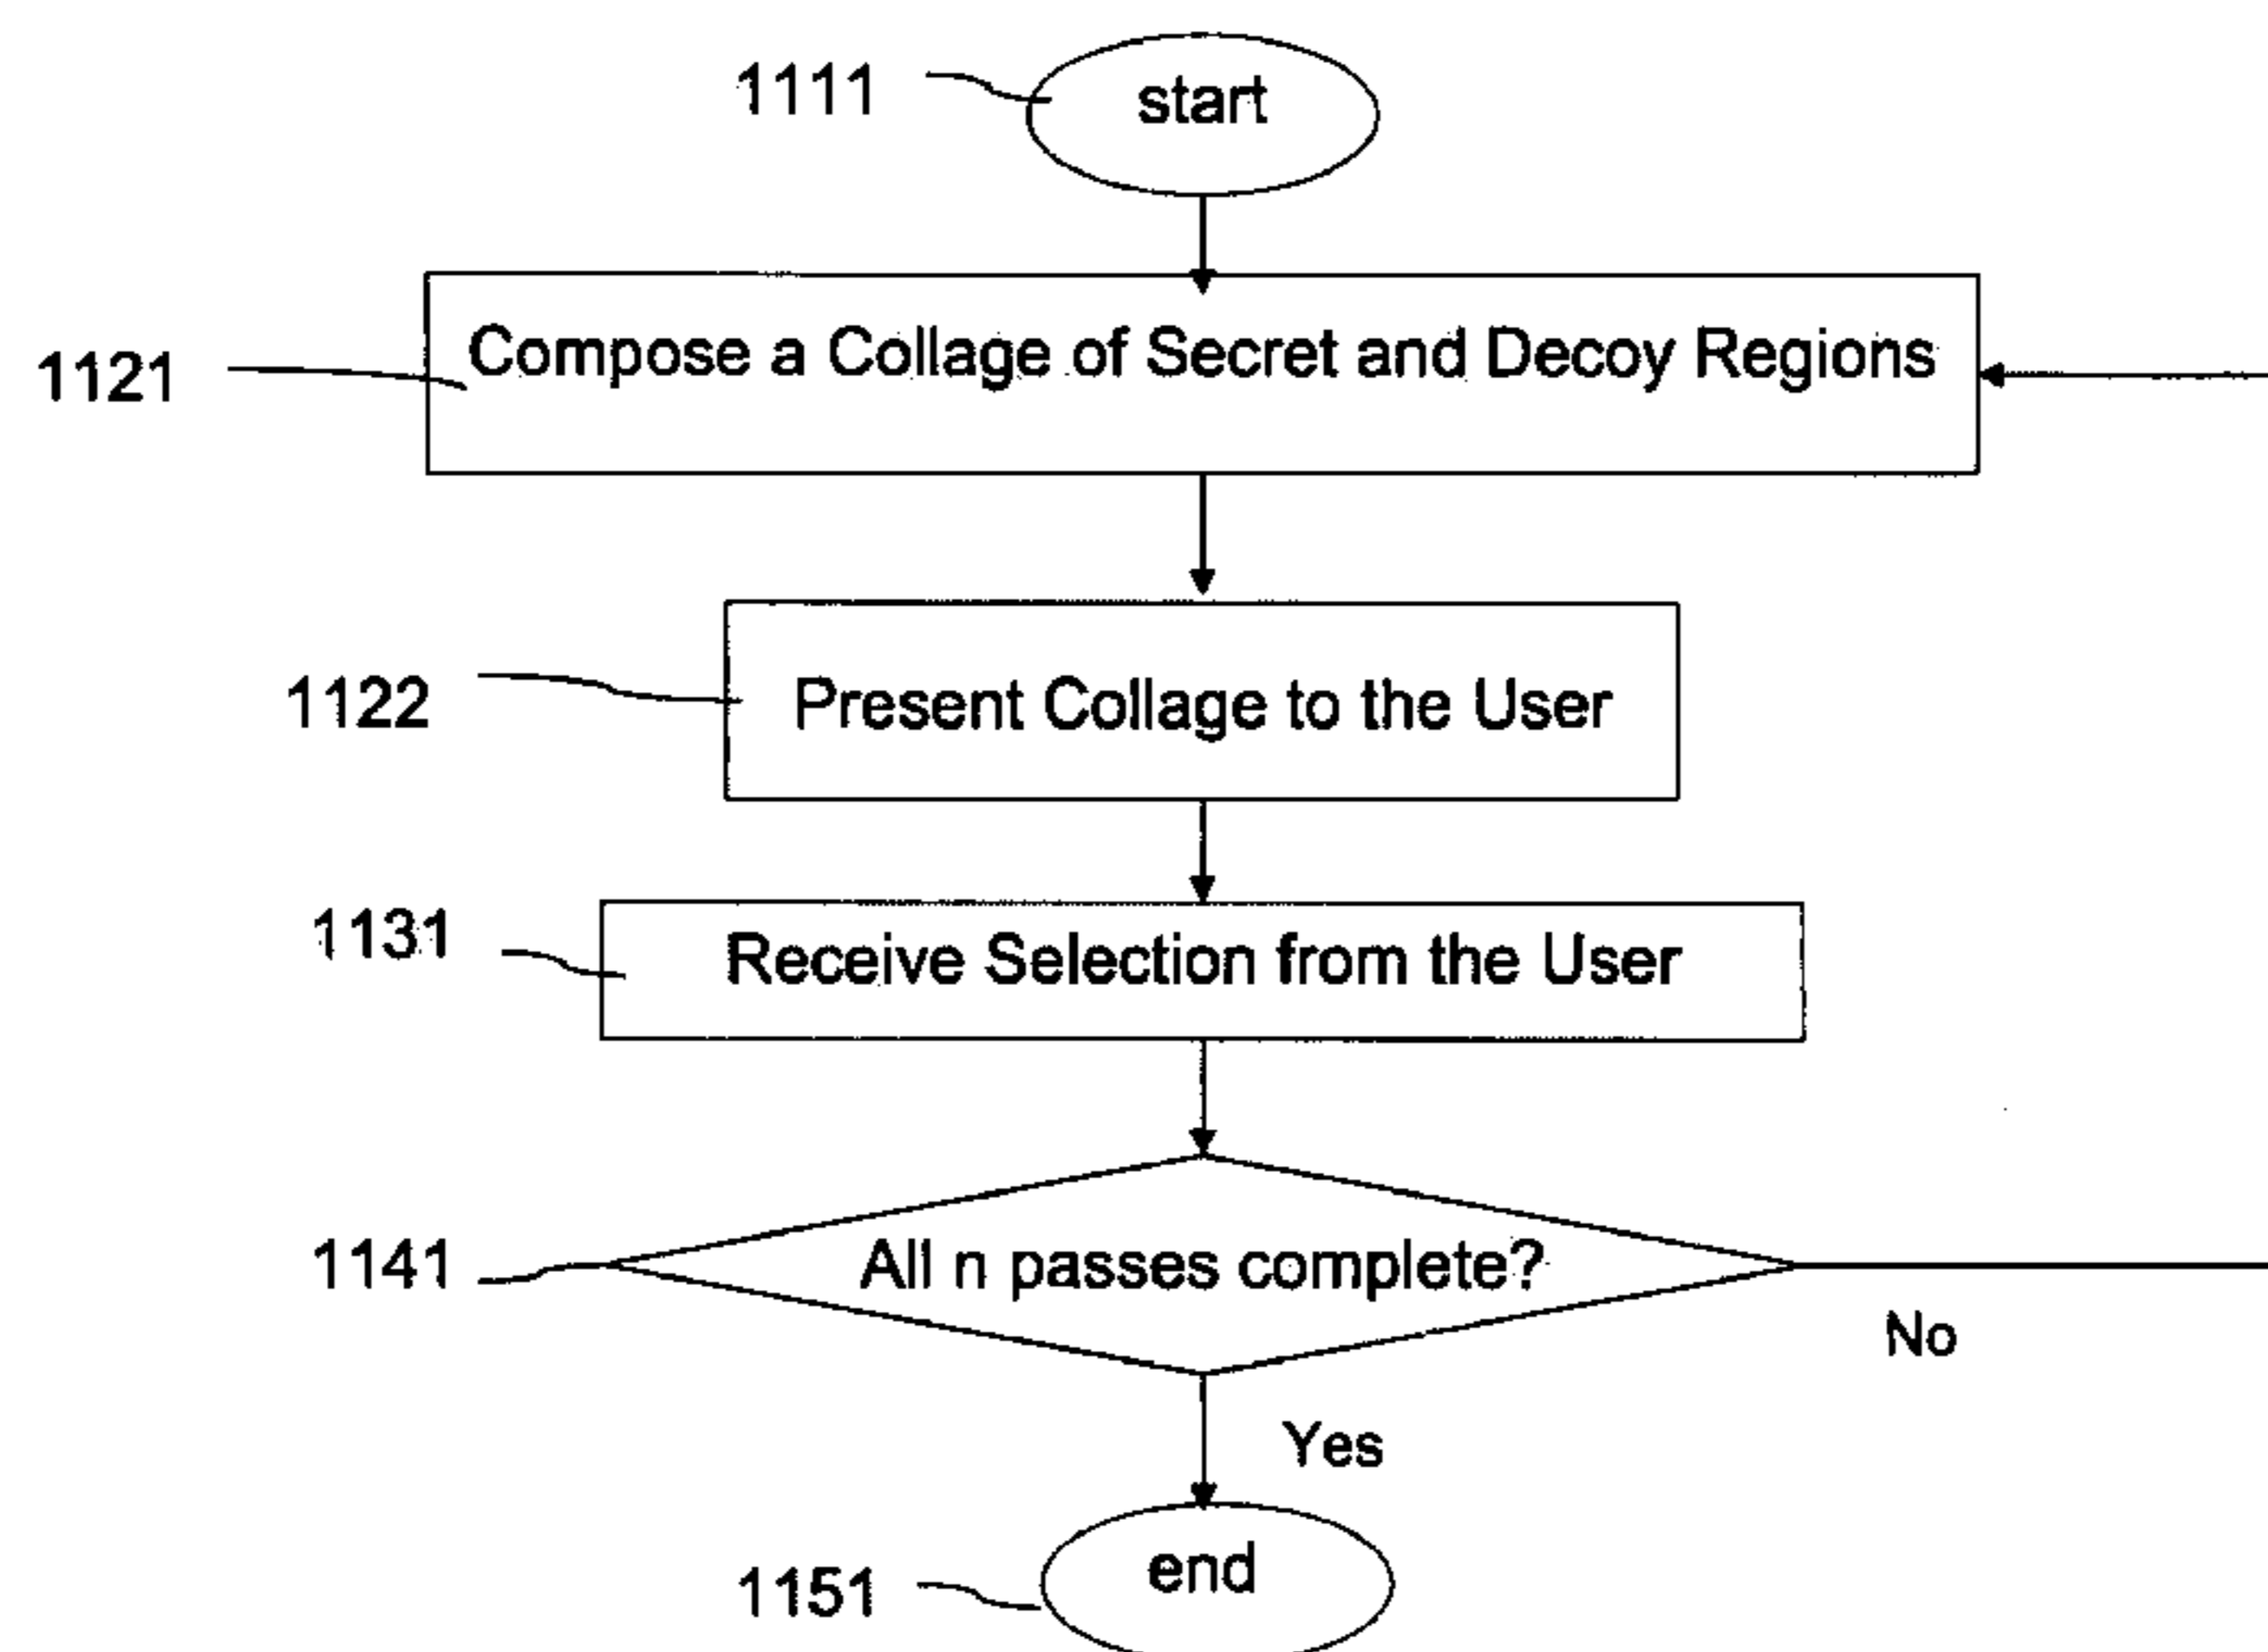 1111
start
1121
Compose a Collage of Secret and Decoy Regions
1122
Present Collage to the User
1131
Receive Selection from the User
1141
All n passes complete?
No
Yes
1151
end